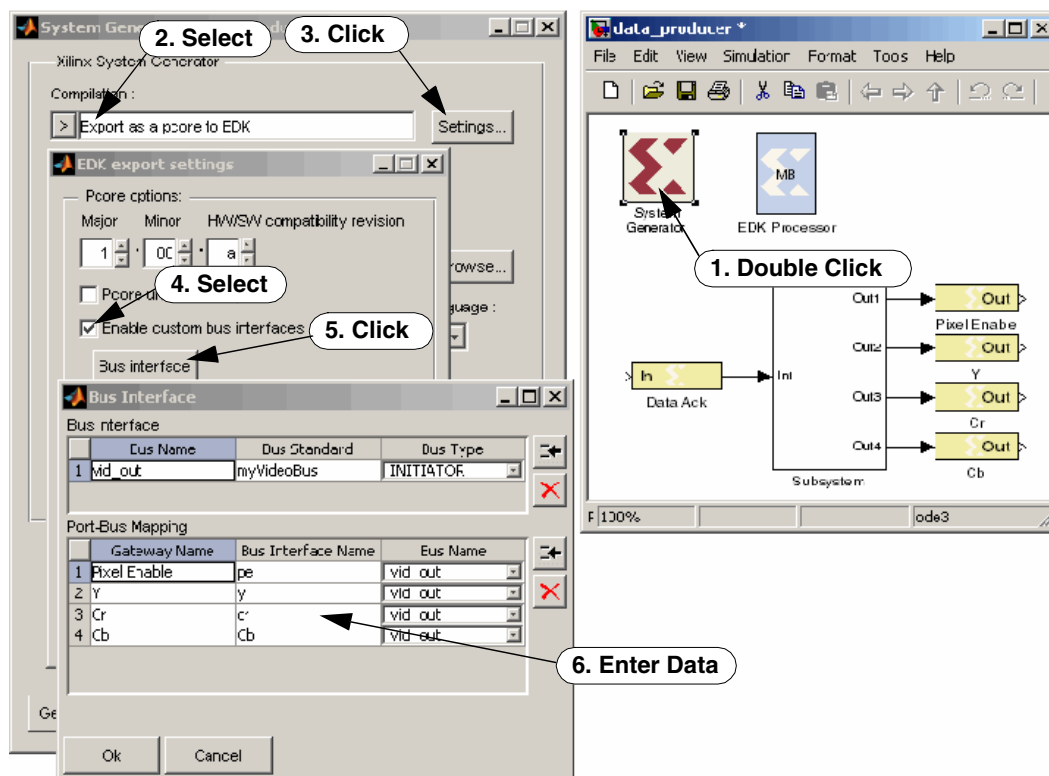 System Gen
2. Select
3. Click
Xilinx System Generator
Compilation :
> Export as a pcore to EDK
Settings...
EDK export settings
Pcore options:
Major Minor HW/SW compatibility revision
1 . 00 . a
4. Select
Pcore
Enable custom bus interfaces
5. Click
Bus interface
rowse...
guage :
Bus Interface
Bus Interface
Bus Name Bus Standard Bus Type
1 vid_out myVideoBus INITIATOR
Port-Bus Mapping
Gateway Name Bus Interface Name Bus Name
1 Pixel Enable pe vid_out
2 Y y vid_out
3 Cr cr vid_out
4 Cb Cb vid_out
6. Enter Data
Ge
Ok Cancel
data_producer *
File Edit View Simulation Format Tools Help
System
Generator
MB
EDK Processor
1. Double Click
Out1 Out
Pixel Enable
Out2 Out
Y
In
Data Ack
In1
Out3 Out
Cr
Out4 Out
Cb
Subsystem
F 100% ode3